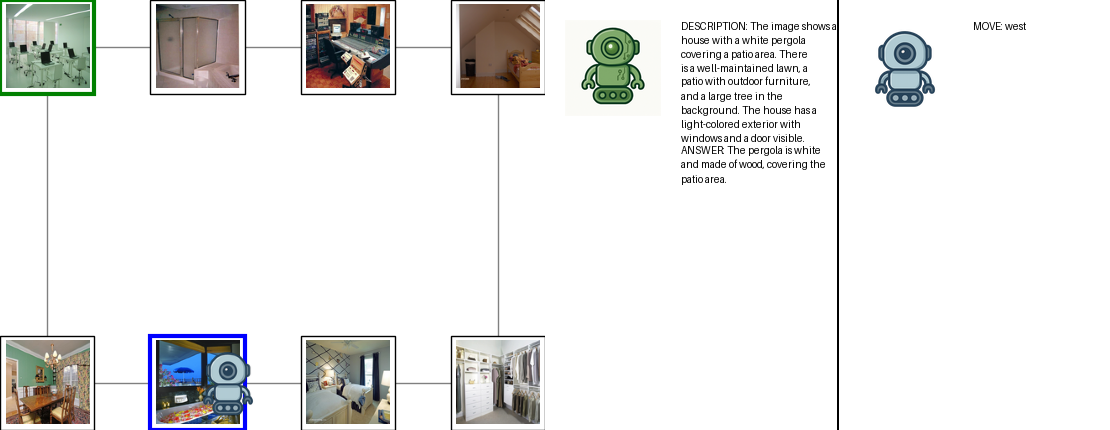 DESCRIPTION: The image shows a
house with a white pergola
covering a patio area. There
is a well-maintained lawn, a
patio with outdoor furniture,
and a large tree in the
background. The house has a
light-colored exterior with
windows and a door visible.
ANSWER: The pergola is white
and made of wood, covering the
patio area.
MOVE: west